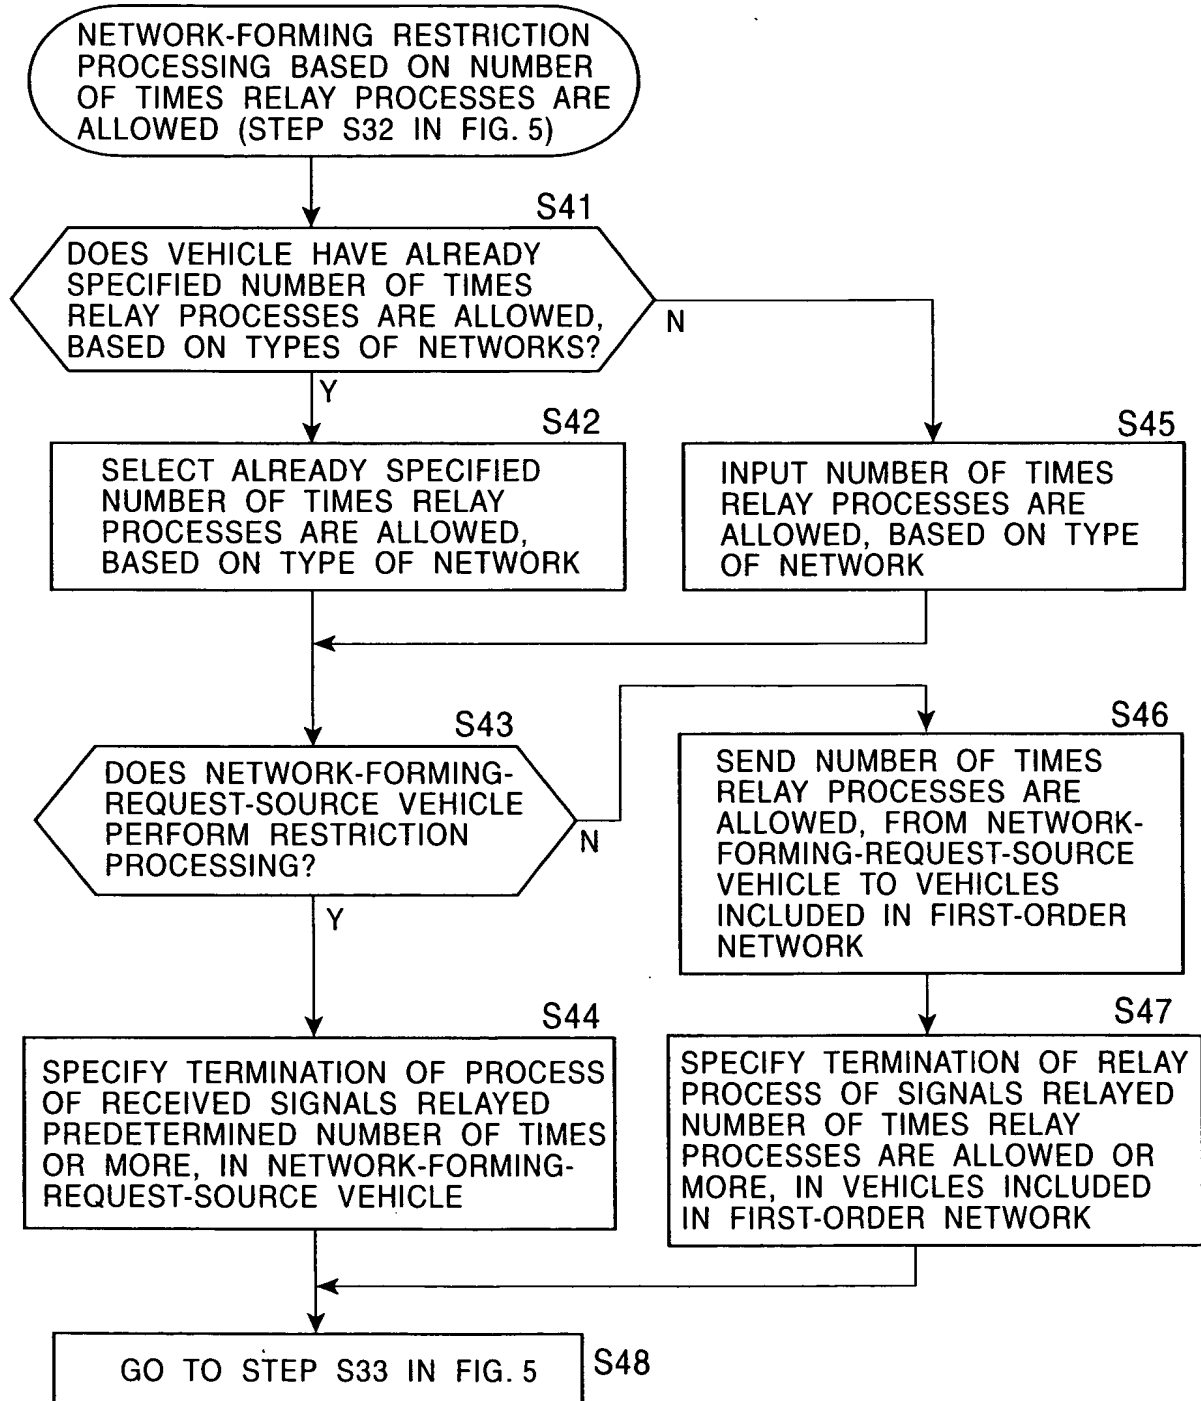 NETWORK-FORMING RESTRICTION
PROCESSING BASED ON NUMBER
OF TIMES RELAY PROCESSES ARE
ALLOWED (STEP S32 IN FIG. 5)
S41
DOES VEHICLE HAVE ALREADY
SPECIFIED NUMBER OF TIMES
RELAY PROCESSES ARE ALLOWED,
BASED ON TYPES OF NETWORKS?
N
Y
S42
SELECT ALREADY SPECIFIED
NUMBER OF TIMES RELAY
PROCESSES ARE ALLOWED,
BASED ON TYPE OF NETWORK
S45
INPUT NUMBER OF TIMES
RELAY PROCESSES ARE
ALLOWED, BASED ON TYPE
OF NETWORK
S43
DOES NETWORK-FORMING-
REQUEST-SOURCE VEHICLE
PERFORM RESTRICTION
PROCESSING?
N
Y
S46
SEND NUMBER OF TIMES
RELAY PROCESSES ARE
ALLOWED, FROM NETWORK-
FORMING-REQUEST-SOURCE
VEHICLE TO VEHICLES
INCLUDED IN FIRST-ORDER
NETWORK
S44
SPECIFY TERMINATION OF PROCESS
OF RECEIVED SIGNALS RELAYED
PREDETERMINED NUMBER OF TIMES
OR MORE, IN NETWORK-FORMING-
REQUEST-SOURCE VEHICLE
S47
SPECIFY TERMINATION OF RELAY
PROCESS OF SIGNALS RELAYED
NUMBER OF TIMES RELAY
PROCESSES ARE ALLOWED OR
MORE, IN VEHICLES INCLUDED
IN FIRST-ORDER NETWORK
GO TO STEP S33 IN FIG. 5
S48